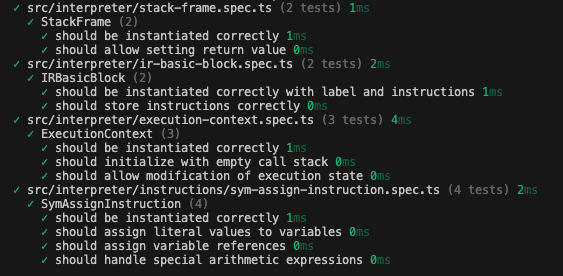 ✓ src/interpreter/stack-frame.spec.ts (2 tests) 1ms
✓ StackFrame (2)
✓ should be instantiated correctly 1ms
✓ should allow setting return value 0ms
✓ src/interpreter/ir-basic-block.spec.ts (2 tests) 2ms
✓ IRBasicBlock (2)
✓ should be instantiated correctly with label and instructions 1ms
✓ should store instructions correctly 0ms
✓ src/interpreter/execution-context.spec.ts (3 tests) 4ms
✓ ExecutionContext (3)
✓ should be instantiated correctly 1ms
✓ should initialize with empty call stack 0ms
✓ should allow modification of execution state 0ms
✓ src/interpreter/instructions/sym-assign-instruction.spec.ts (4 tests) 2ms
✓ SymAssignInstruction (4)
✓ should be instantiated correctly 1ms
✓ should assign literal values to variables 0ms
✓ should assign variable references 0ms
✓ should handle special arithmetic expressions 0ms